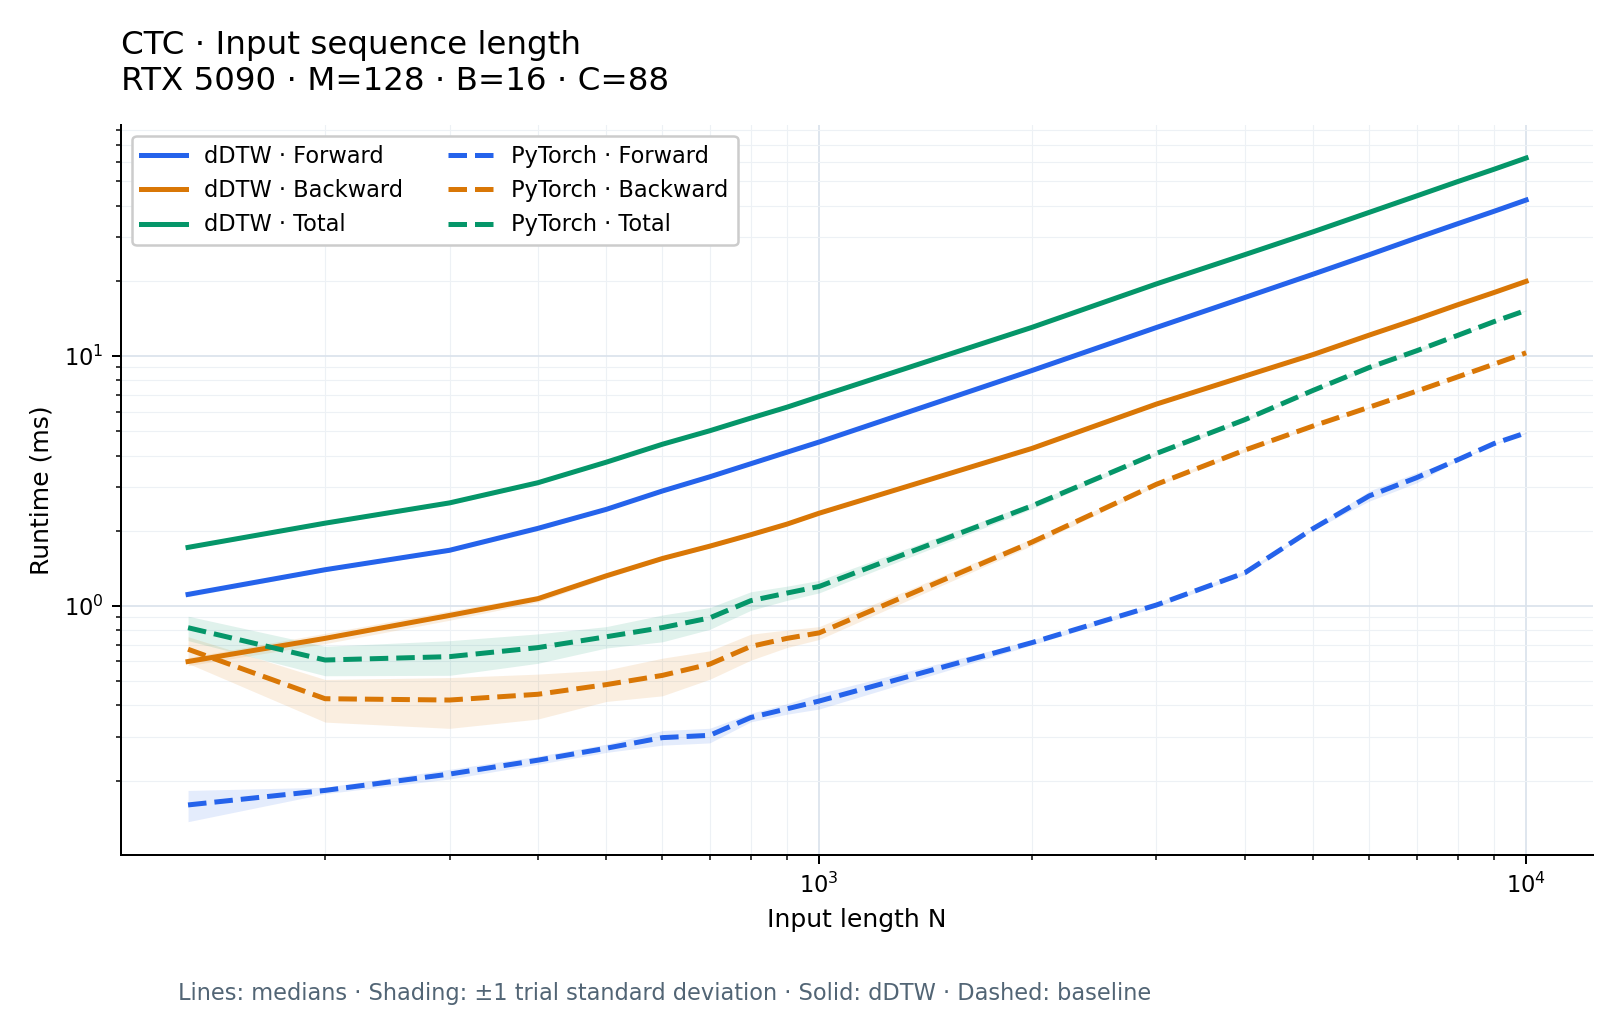 CTC · Input sequence length
RTX 5090 · M=128 · B=16 · C=88
dDTW · Forward
dDTW · Backward
dDTW · Total
PyTorch · Forward
PyTorch · Backward
PyTorch · Total
Runtime (ms)
10¹
10⁰
10³
10⁴
Input length N
Lines: medians · Shading: ±1 trial standard deviation · Solid: dDTW · Dashed: baseline